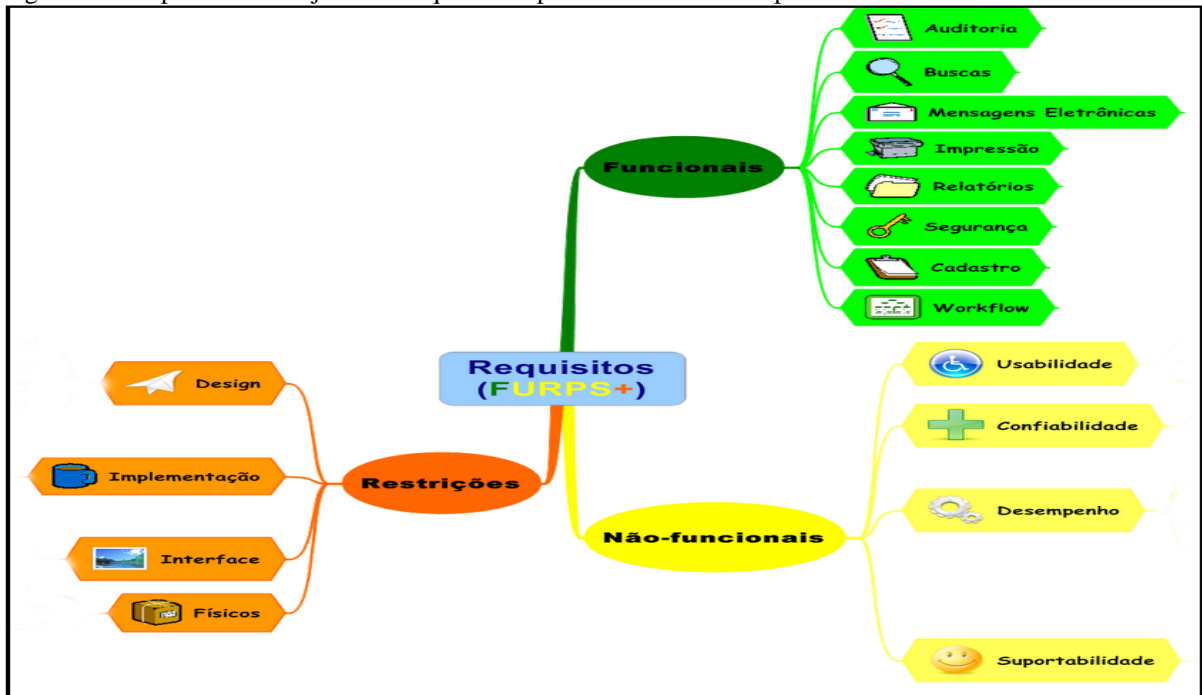 Auditoria
Buscas
Mensagens Eletrônicas
Impressão
Relatórios
Segurança
Cadastro
Workflow
Funcionais
Requisitos
(FURPS+)
Design
Implementação
Interface
Físicos
Restrições
Não-funcionais
Usabilidade
Confiabilidade
Desempenho
Suportabilidade